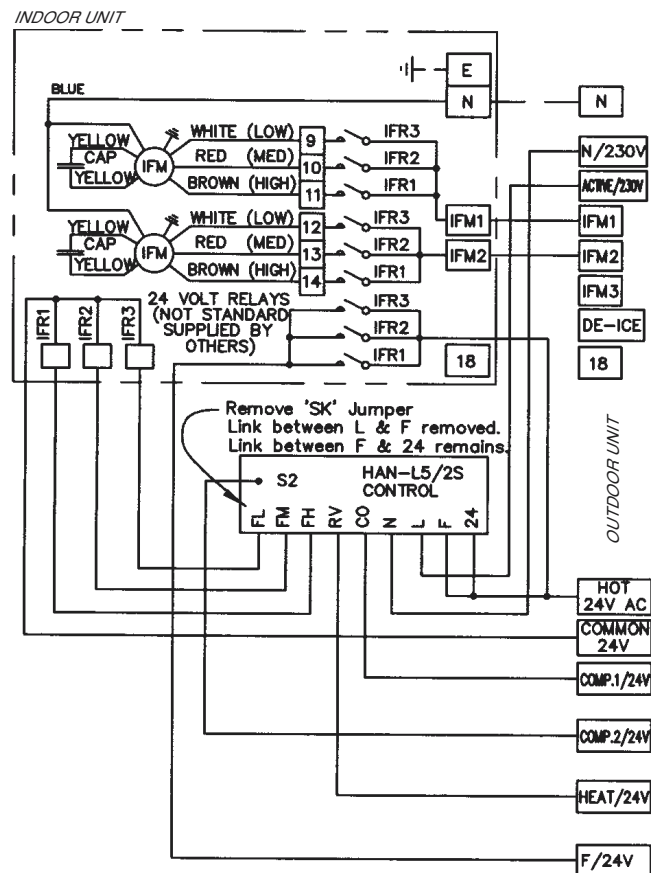 INDOOR UNIT
E
BLUE
N
N
WHITE (LOW)
9
IFR3
N/230V
YELLOW
CAP
YELLOW
IFM
RED (MED)
10
IFR2
ACTIVE/230V
BROWN (HIGH)
11
IFR1
WHITE (LOW)
12
IFR3
IFM1
IFM1
YELLOW
CAP
YELLOW
IFM
RED (MED)
13
IFR2
IFM2
IFM2
BROWN (HIGH)
14
IFR1
IFM3
24 VOLT RELAYS
(NOT STANDARD
SUPPLIED BY
OTHERS)
IFR3
IFR2
IFR1
DE-ICE
IFR1
IFR2
IFR3
18
18
Remove 'SK' Jumper
Link between L & F removed.
Link between F & 24 remains.
OUTDOOR UNIT
S2
HAN-L5/2S
CONTROL
FL
FM
FH
RV
CO
N
L
F
24
HOT
24V AC
COMMON
24V
COMP.1/24V
COMP.2/24V
HEAT/24V
F/24V